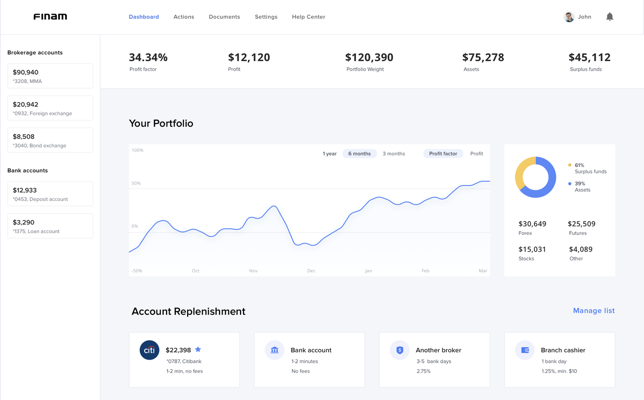 Finam
Dashboard Actions Documents Settings Help Center
John
Brokerage accounts
$90,940
*3208, MMA
$20,942
*0932, Foreign exchange
$8,508
*3040, Bond exchange
Bank accounts
$12,933
*0453, Deposit account
$3,290
*1375, Loan account
34.34%
Profit factor
$12,120
Profit
$120,390
Portfolio Weight
$75,278
Assets
$45,112
Surplus funds
Your Portfolio
1 year 6 months 3 months Profit factor Profit
100%
50%
0%
-50% Oct Nov Dec Jan Feb Mar
61%
Surplus funds
39%
Assets
$30,649
Forex
$25,509
Futures
$15,031
Stocks
$4,089
Other
Account Replenishment
Manage list
citi
$22,398
*0787, Citibank
1-2 min, no fees
Bank account
1-2 minutes
No fees
Another broker
3-5 bank days
2.75%
Branch cashier
1 bank day
1.25%, min. $10